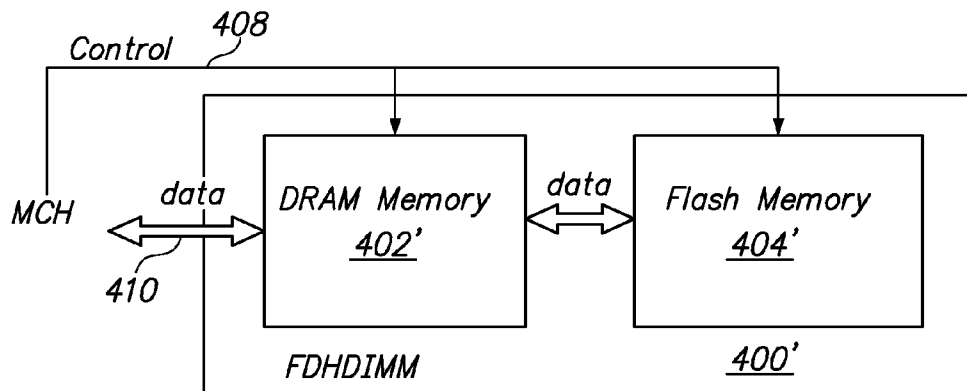 408
Control
MCH
data
410
DRAM Memory
402'
data
Flash Memory
404'
FDHDIMM
400'